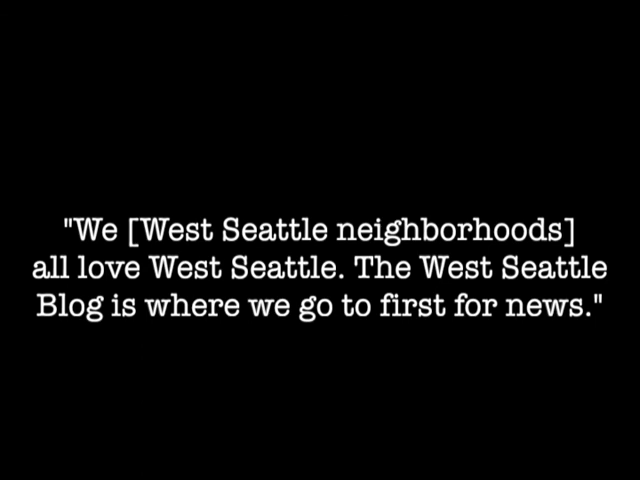 "We [West Seattle neighborhoods]
all love West Seattle. The West Seattle
Blog is where we go to first for news."